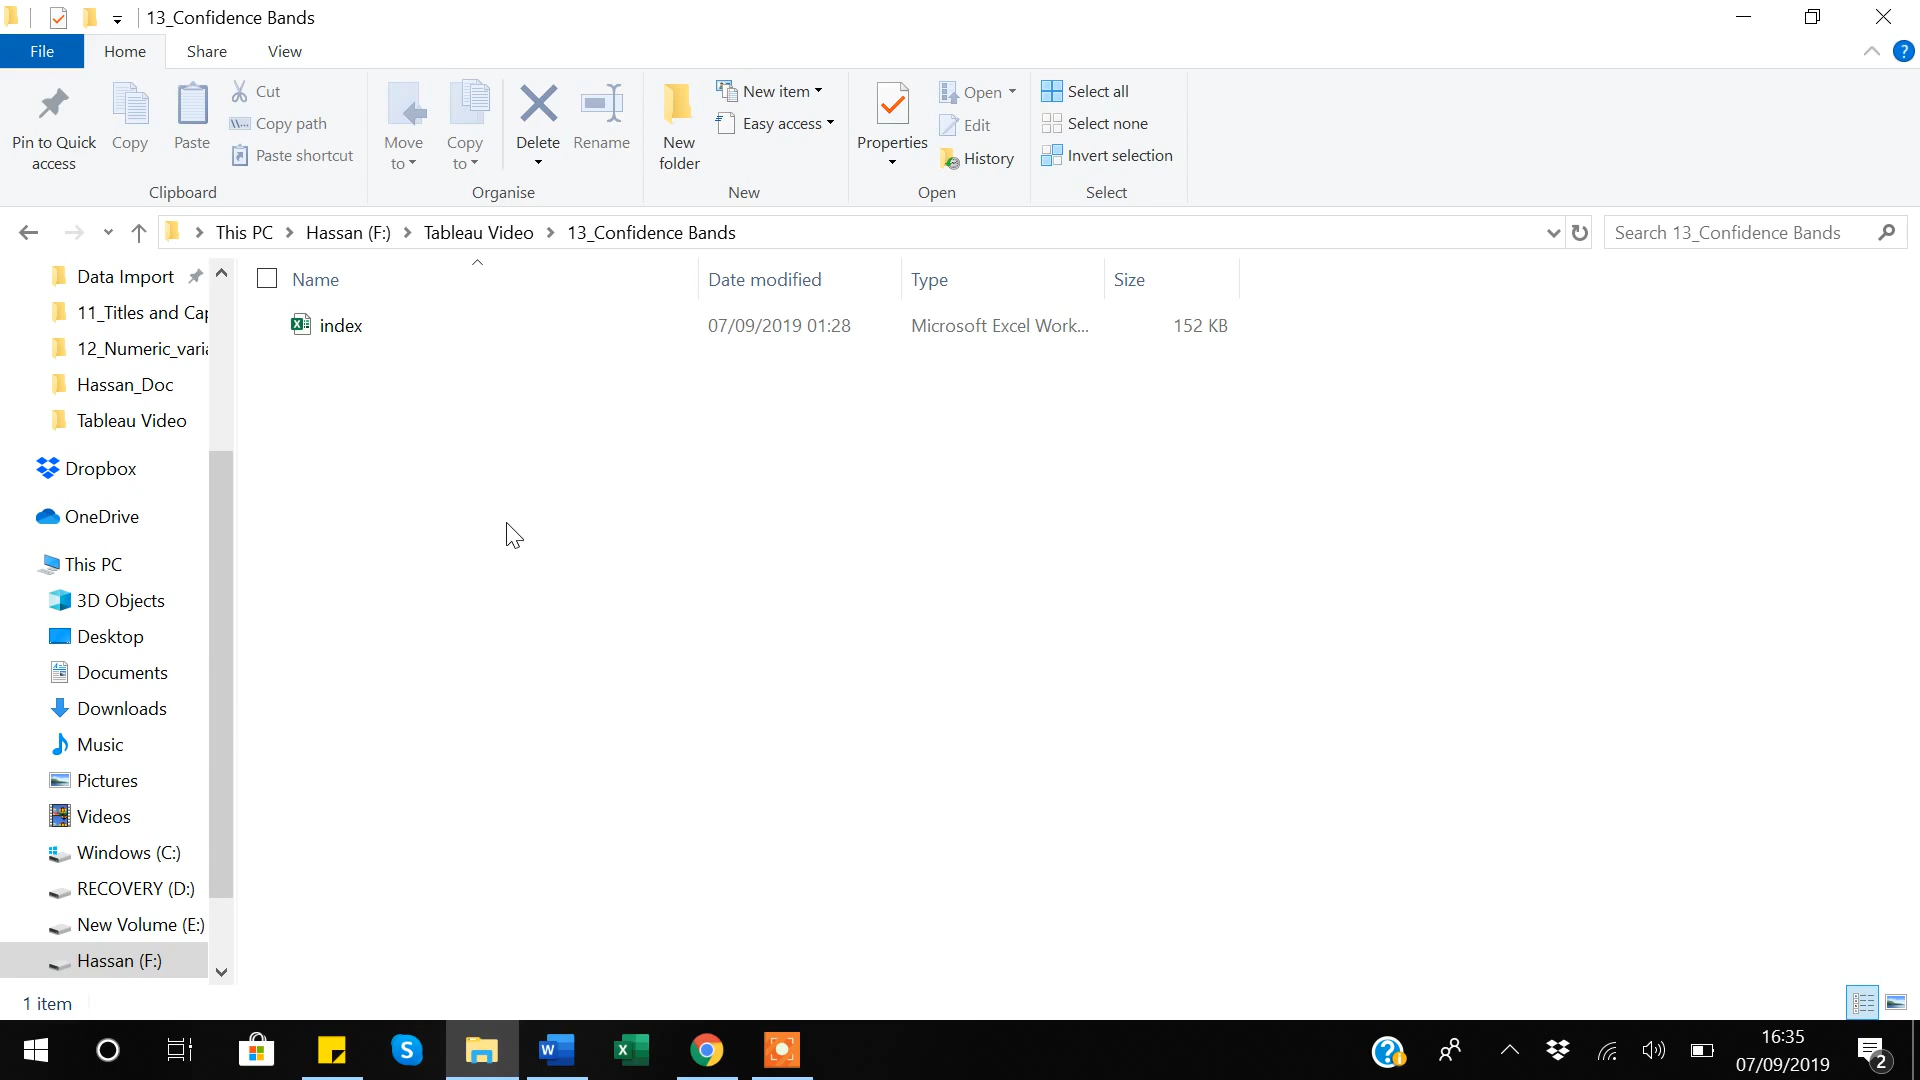 13_Confidence Bands
File Home Share View
Pin to Quick access
Copy
Paste
Cut
Copy path
Paste shortcut
Clipboard
Move to
Copy to
Delete
Rename
Organise
New folder
New item
Easy access
New
Properties
Open
Edit
History
Open
Select all
Select none
Invert selection
Select
This PC Hassan (F:) Tableau Video 13_Confidence Bands
Search 13_Confidence Bands
Name Date modified Type Size
index 07/09/2019 01:28 Microsoft Excel Work... 152 KB
Data Import
11_Titles and Cap
12_Numeric_varia
Hassan_Doc
Tableau Video
Dropbox
OneDrive
This PC
3D Objects
Desktop
Documents
Downloads
Music
Pictures
Videos
Windows (C:)
RECOVERY (D:)
New Volume (E:)
Hassan (F:)
1 item
16:35
07/09/2019
2